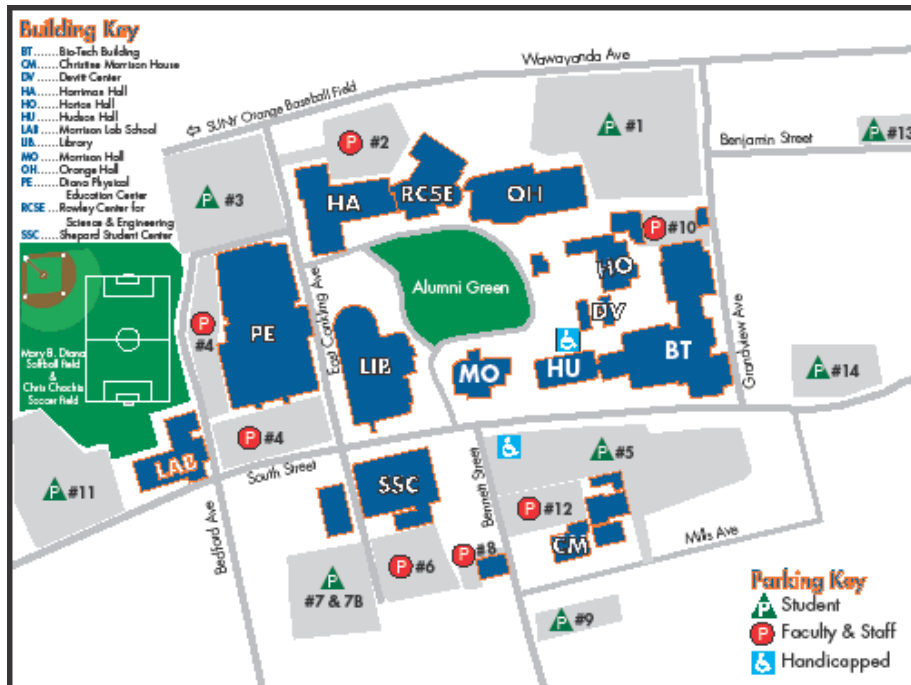 Building Key
BT ......Bio-Tech Building
CM ....Christine Morrison House
DV .....Devitt Center
HA .....Harriman Hall
HO .....Horton Hall
HU .....Hudson Hall
LAB ....Morrison Lab School
LIB .....Library
MO ....Morrison Hall
OH .....Orange Hall
PE ......Diana Physical
Education Center
RCSE ...Rowley Center for
Science & Engineering
SSC ....Shepard Student Center
Wawayanda Ave
SUNY Orange Baseball Field
P #1
P #2
Benjamin Street
P #13
P #3
HA
RCSE
OH
P #10
HO
Alumni Green
DV
P
#4
PE
East Conkling Ave
LIB
MO
HU
BT
Grandview Ave
P #14
Mary B. Diana
Softball Field
&
Chris Chachis
Soccer Field
P #4
South Street
LAB
P #11
Bedford Ave
SSC
Bennett Street
P #5
P #12
CM
Mills Ave
P #6
P #8
P
#7 & 7B
P #9
Parking Key
P Student
P Faculty & Staff
Handicapped